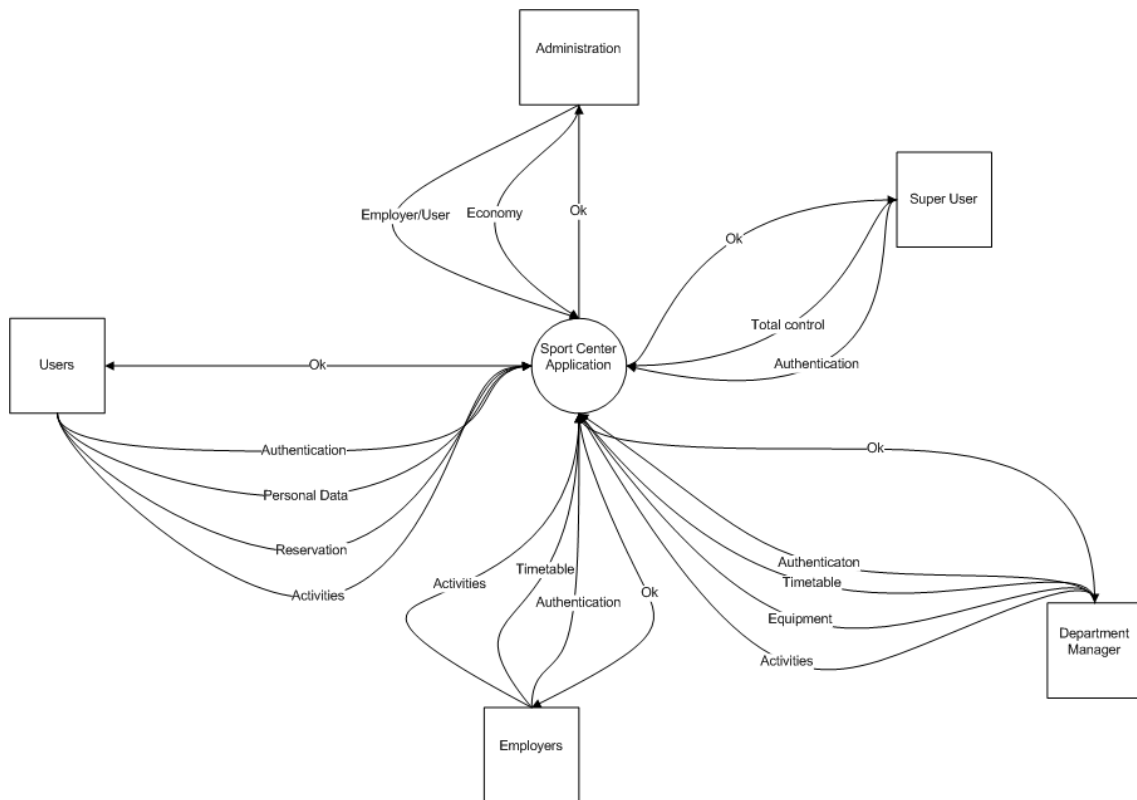 Administration
Super User
Employer/User
Economy
Ok
Ok
Total control
Authentication
Sport Center
Application
Users
Ok
Authentication
Personal Data
Reservation
Activities
Activities
Timetable
Authentication
Ok
Ok
Authenticaton
Timetable
Equipment
Activities
Department
Manager
Employers